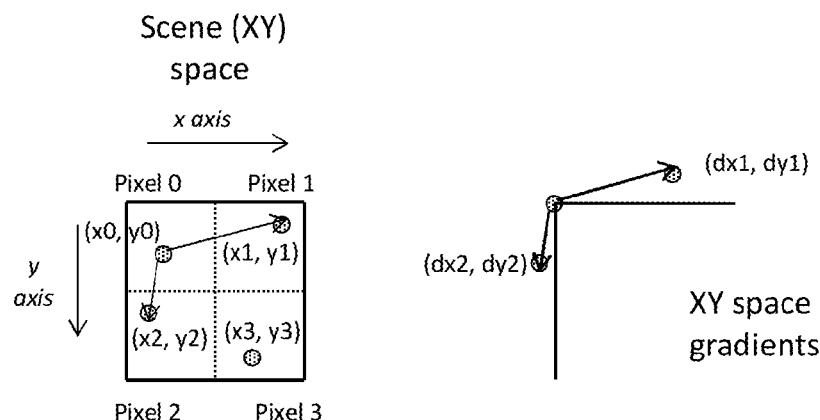 Scene (XY)
space
x axis
Pixel 0 Pixel 1
(x0, y0)
(x1, y1)
y
axis
(x2, y2)
(x3, y3)
Pixel 2 Pixel 3
(dx1, dy1)
(dx2, dy2)
XY space
gradients